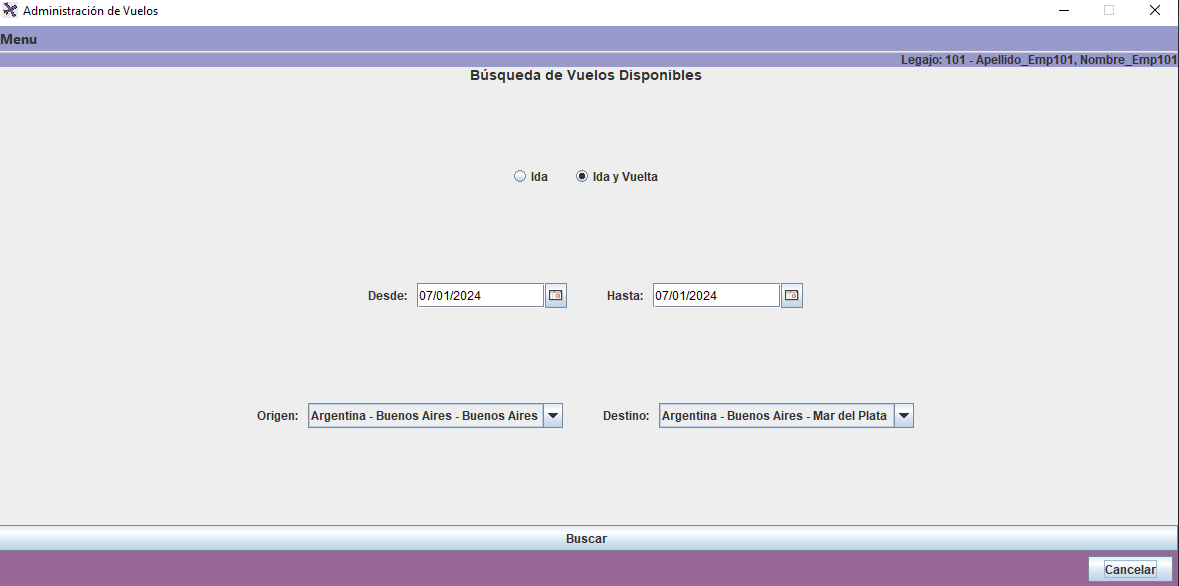 Administración de Vuelos
Menu
Legajo: 101 - Apellido_Emp101, Nombre_Emp101
Búsqueda de Vuelos Disponibles
Ida Ida y Vuelta
Desde: 07/01/2024 Hasta: 07/01/2024
Origen: Argentina - Buenos Aires - Buenos Aires Destino: Argentina - Buenos Aires - Mar del Plata
Buscar
Cancelar